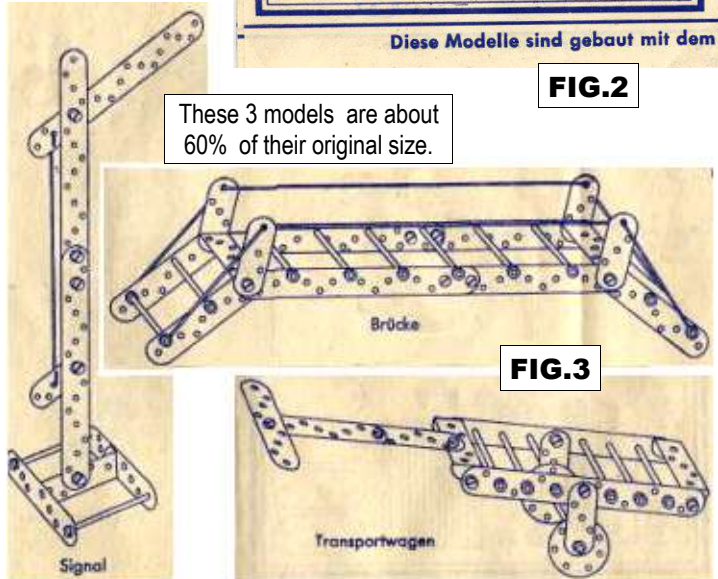 Diese Modelle sind gebaut mit dem
FIG.2
These 3 models are about
60% of their original size.
Brücke
FIG.3
Transportwagen
Signal